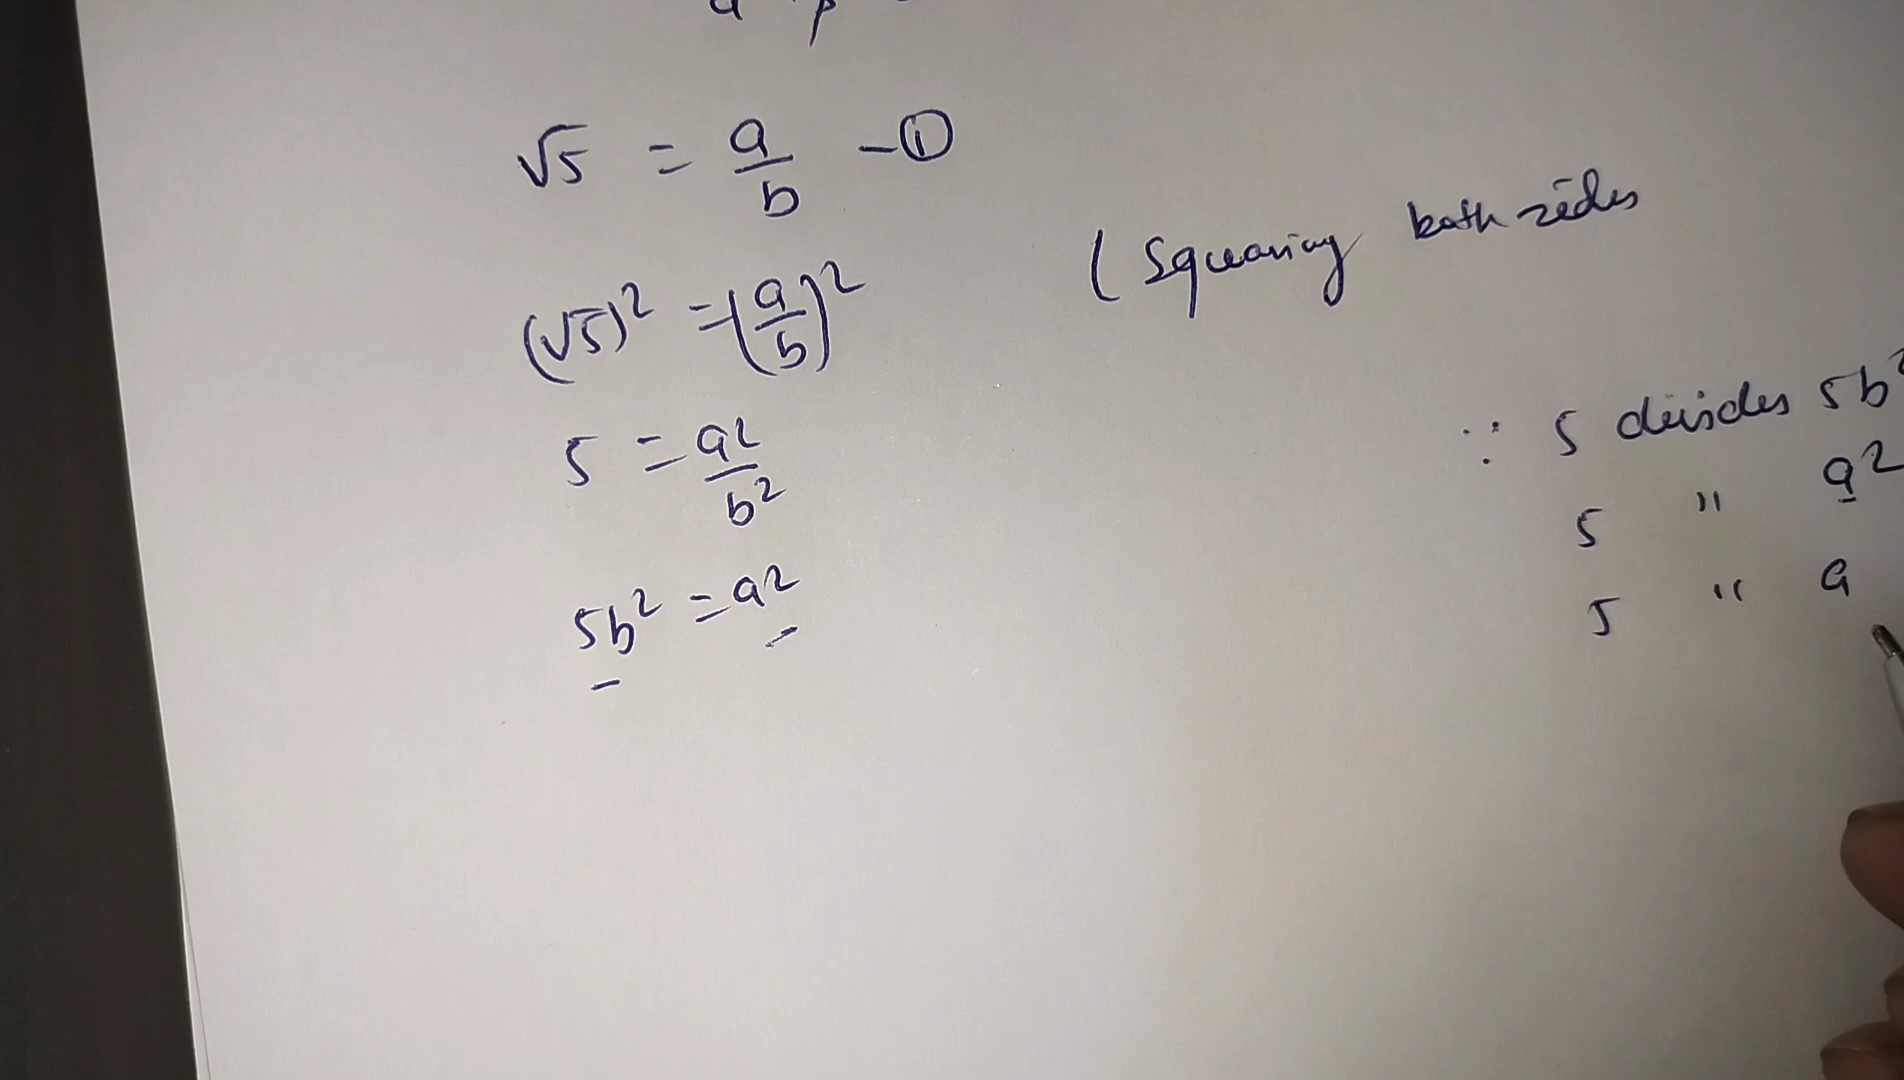 √5 = a/b - ①
(√5)² = (a/b)² ( Squaring both sides
5 = a²/b²
∵ 5 divides 5b²
5 " a²
5b² = a²
5 " a